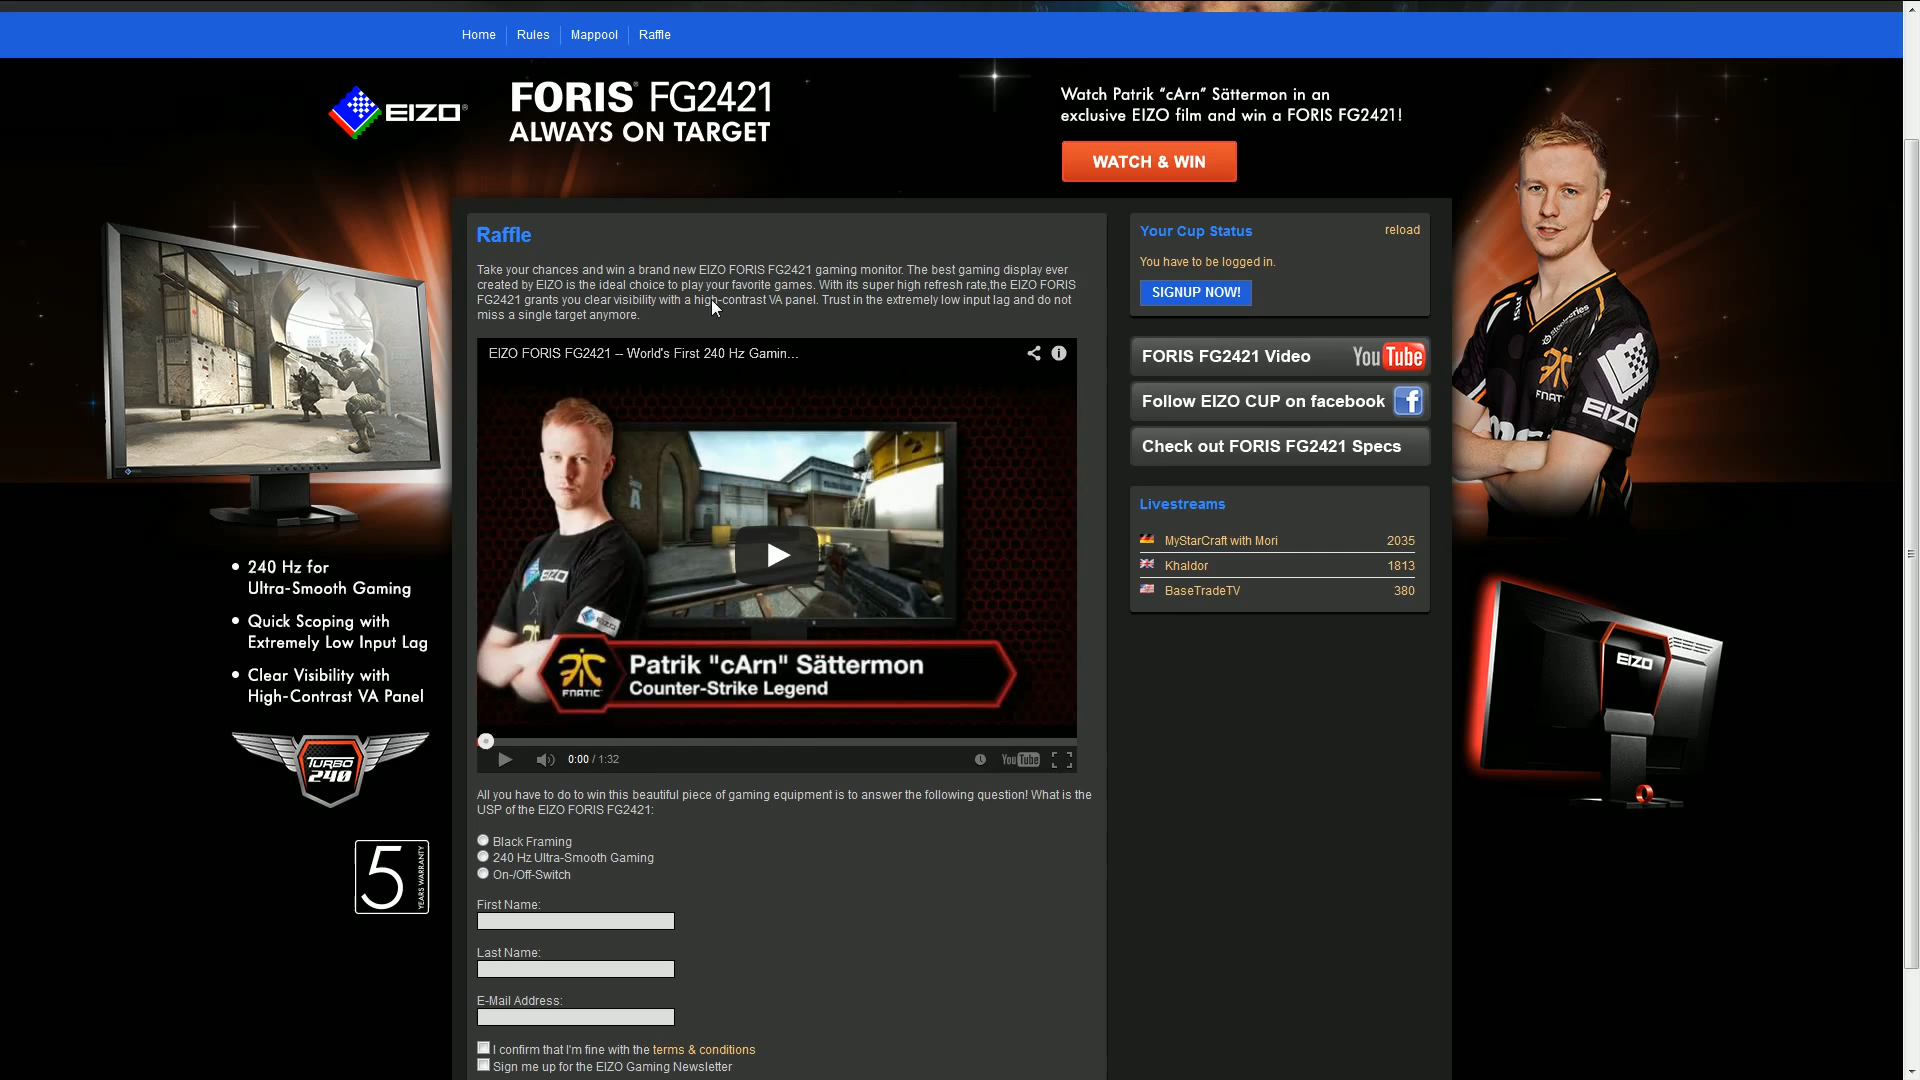 Home
Rules
Mappool
Raffle
EIZO®
FORIS® FG2421
ALWAYS ON TARGET
Watch Patrik “cArn” Sättermon in an
exclusive EIZO film and win a FORIS FG2421!
WATCH & WIN
Raffle
Take your chances and win a brand new EIZO FORIS FG2421 gaming monitor. The best gaming display ever
created by EIZO is the ideal choice to play your favorite games. With its super high refresh rate,the EIZO FORIS
FG2421 grants you clear visibility with a high-contrast VA panel. Trust in the extremely low input lag and do not
miss a single target anymore.
EIZO FORIS FG2421 -- World's First 240 Hz Gamin...
A
EIZO
EIZO
FNATIC
Patrik "cArn" Sättermon
Counter-Strike Legend
0:00 / 1:32
YouTube
All you have to do to win this beautiful piece of gaming equipment is to answer the following question! What is the
USP of the EIZO FORIS FG2421:
Black Framing
240 Hz Ultra-Smooth Gaming
On-/Off-Switch
First Name:
Last Name:
E-Mail Address:
I confirm that I'm fine with the terms & conditions
Sign me up for the EIZO Gaming Newsletter
Your Cup Status
reload
You have to be logged in.
SIGNUP NOW!
FORIS FG2421 Video
YouTube
Follow EIZO CUP on facebook
f
Check out FORIS FG2421 Specs
Livestreams
MyStarCraft with Mori 2035
Khaldor 1813
BaseTradeTV 380
• 240 Hz for
Ultra-Smooth Gaming
• Quick Scoping with
Extremely Low Input Lag
• Clear Visibility with
High-Contrast VA Panel
TURBO
240
5
YEARS WARRANTY
steelseries
FNATIC
EIZO
EIZO